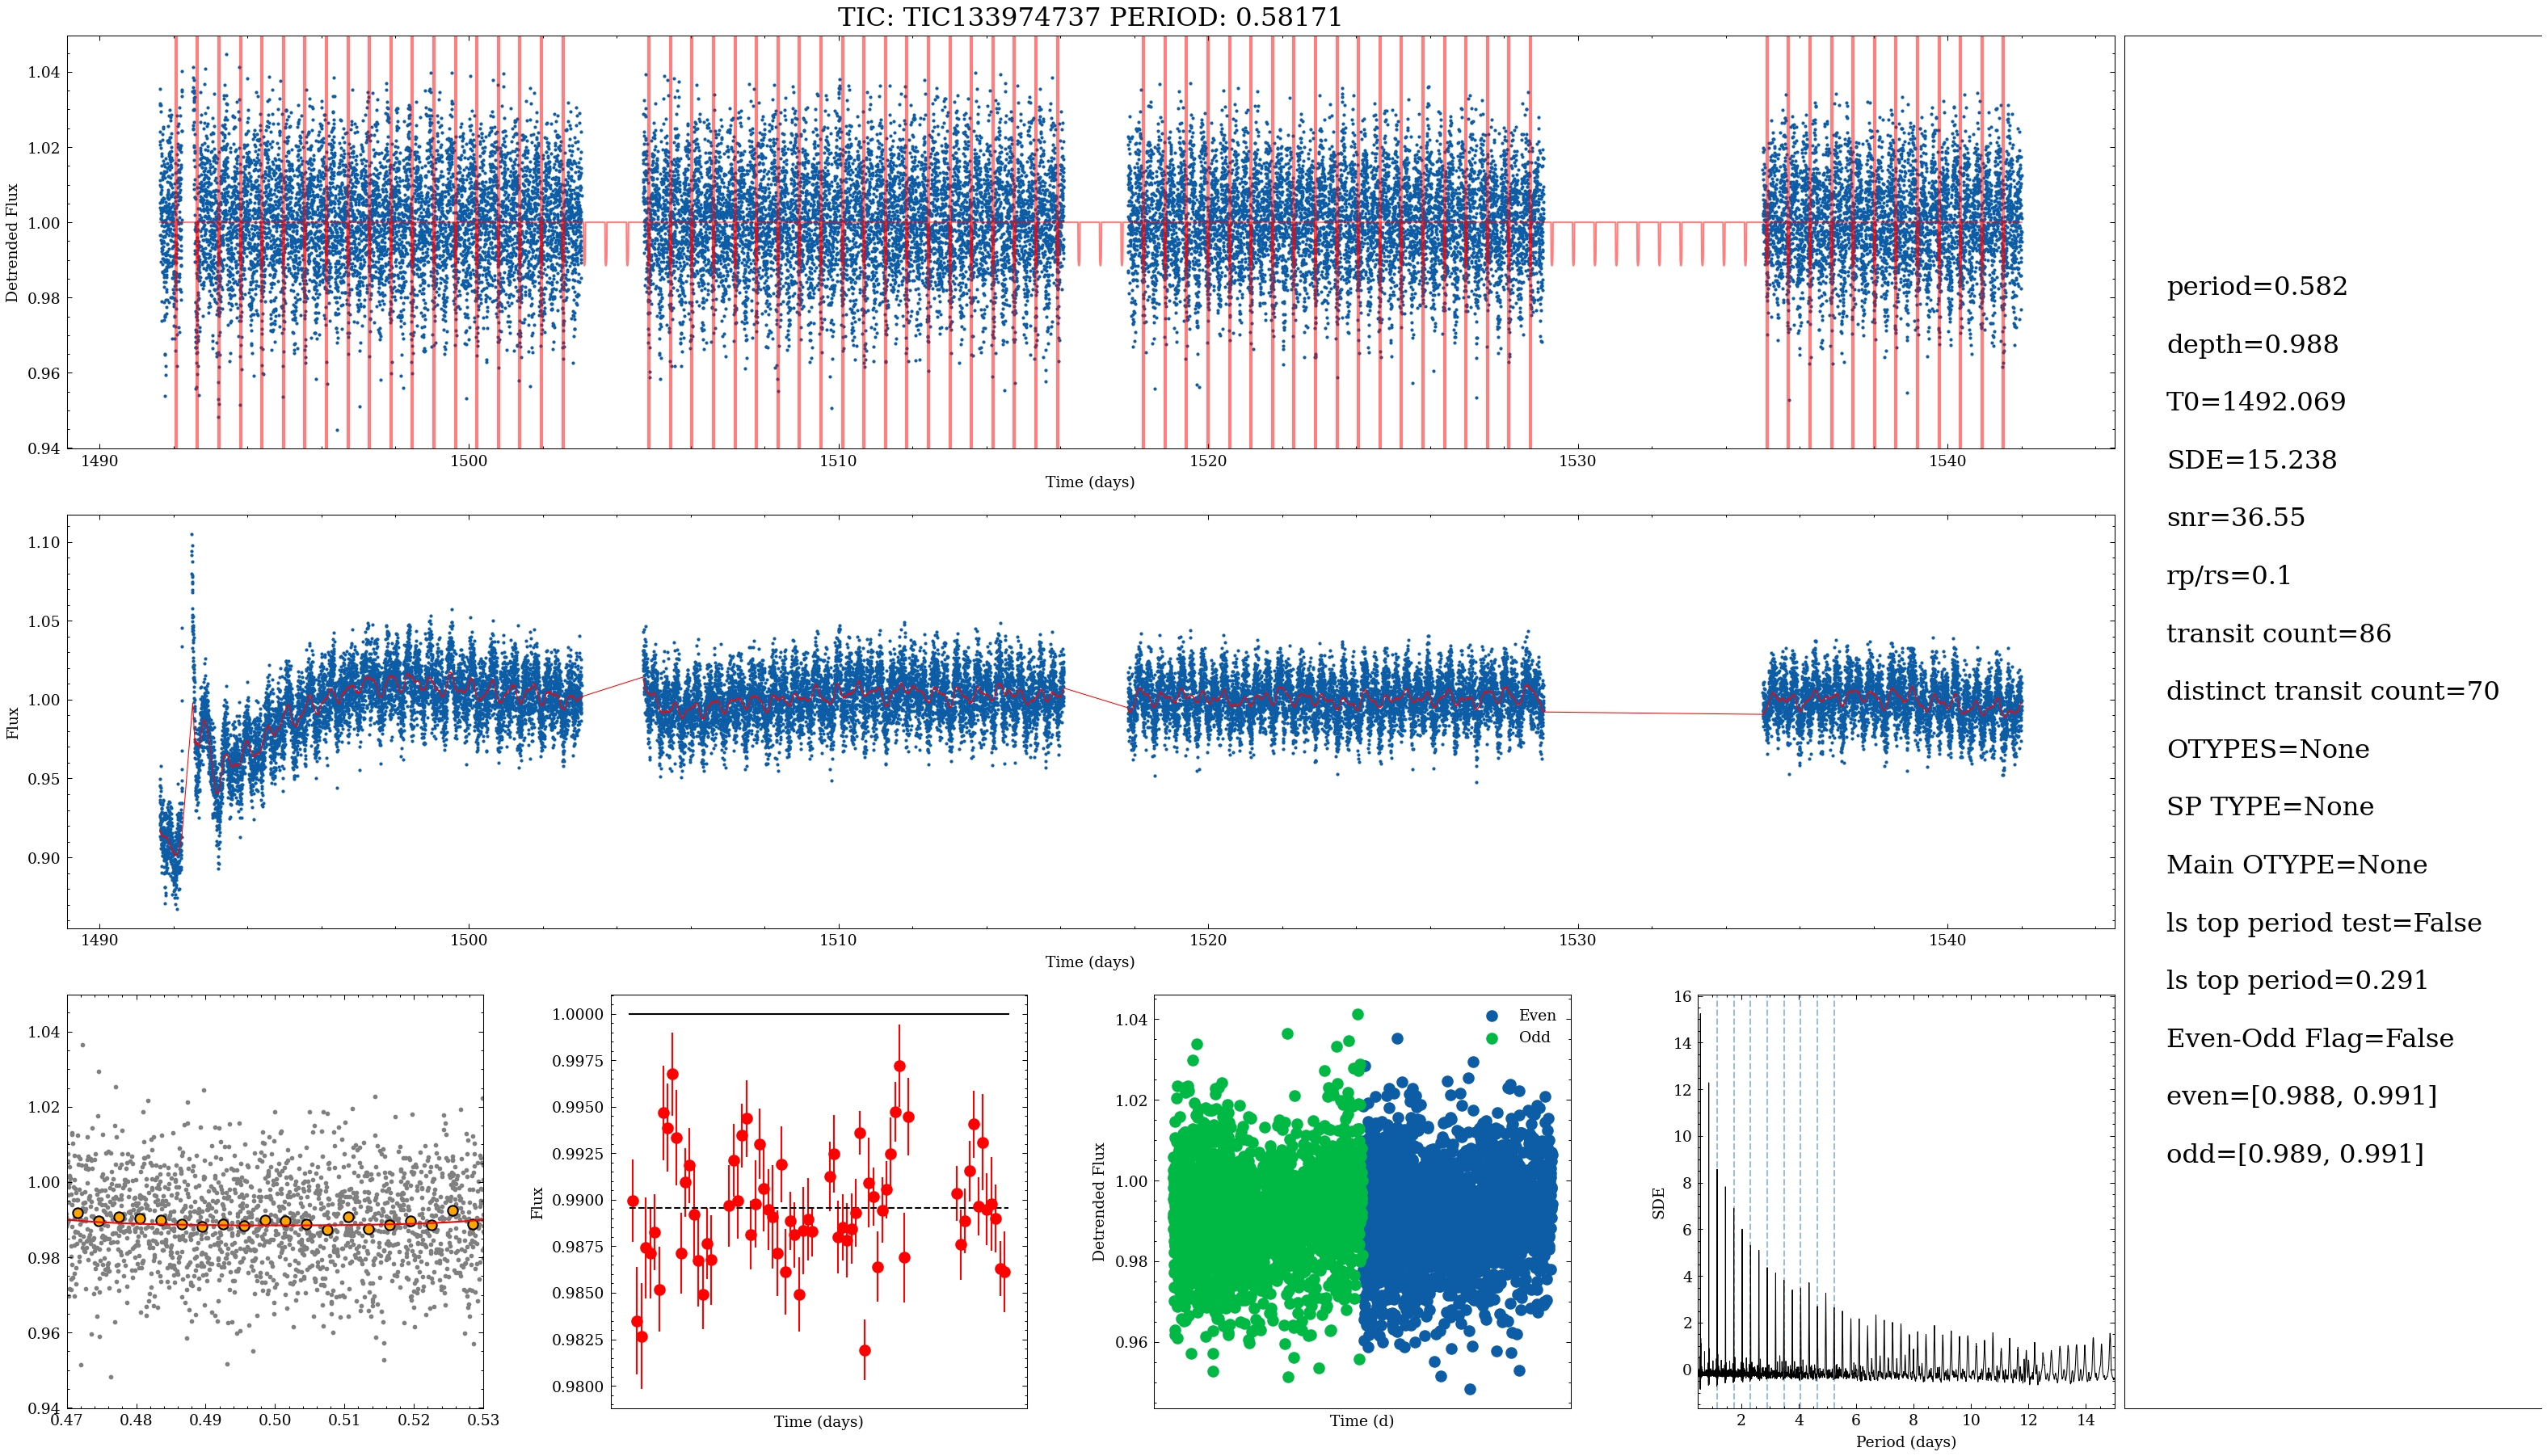 TIC: TIC133974737 PERIOD: 0.58171
1.04
1.02
1.00
0.98
0.96
0.94
Detrended Flux
1490
1500
1510
1520
1530
1540
Time (days)
1.10
1.05
1.00
0.95
0.90
Flux
1490
1500
1510
1520
1530
1540
Time (days)
1.04
1.02
1.00
0.98
0.96
0.94
0.47
0.48
0.49
0.50
0.51
0.52
0.53
1.0000
0.9975
0.9950
0.9925
0.9900
0.9875
0.9850
0.9825
0.9800
Flux
Time (days)
1.04
1.02
1.00
0.98
0.96
Detrended Flux
Even
Odd
Time (d)
16
14
12
10
8
6
4
2
0
SDE
2
4
6
8
10
12
14
Period (days)
period=0.582
depth=0.988
T0=1492.069
SDE=15.238
snr=36.55
rp/rs=0.1
transit count=86
distinct transit count=70
OTYPES=None
SP TYPE=None
Main OTYPE=None
ls top period test=False
ls top period=0.291
Even-Odd Flag=False
even=[0.988, 0.991]
odd=[0.989, 0.991]